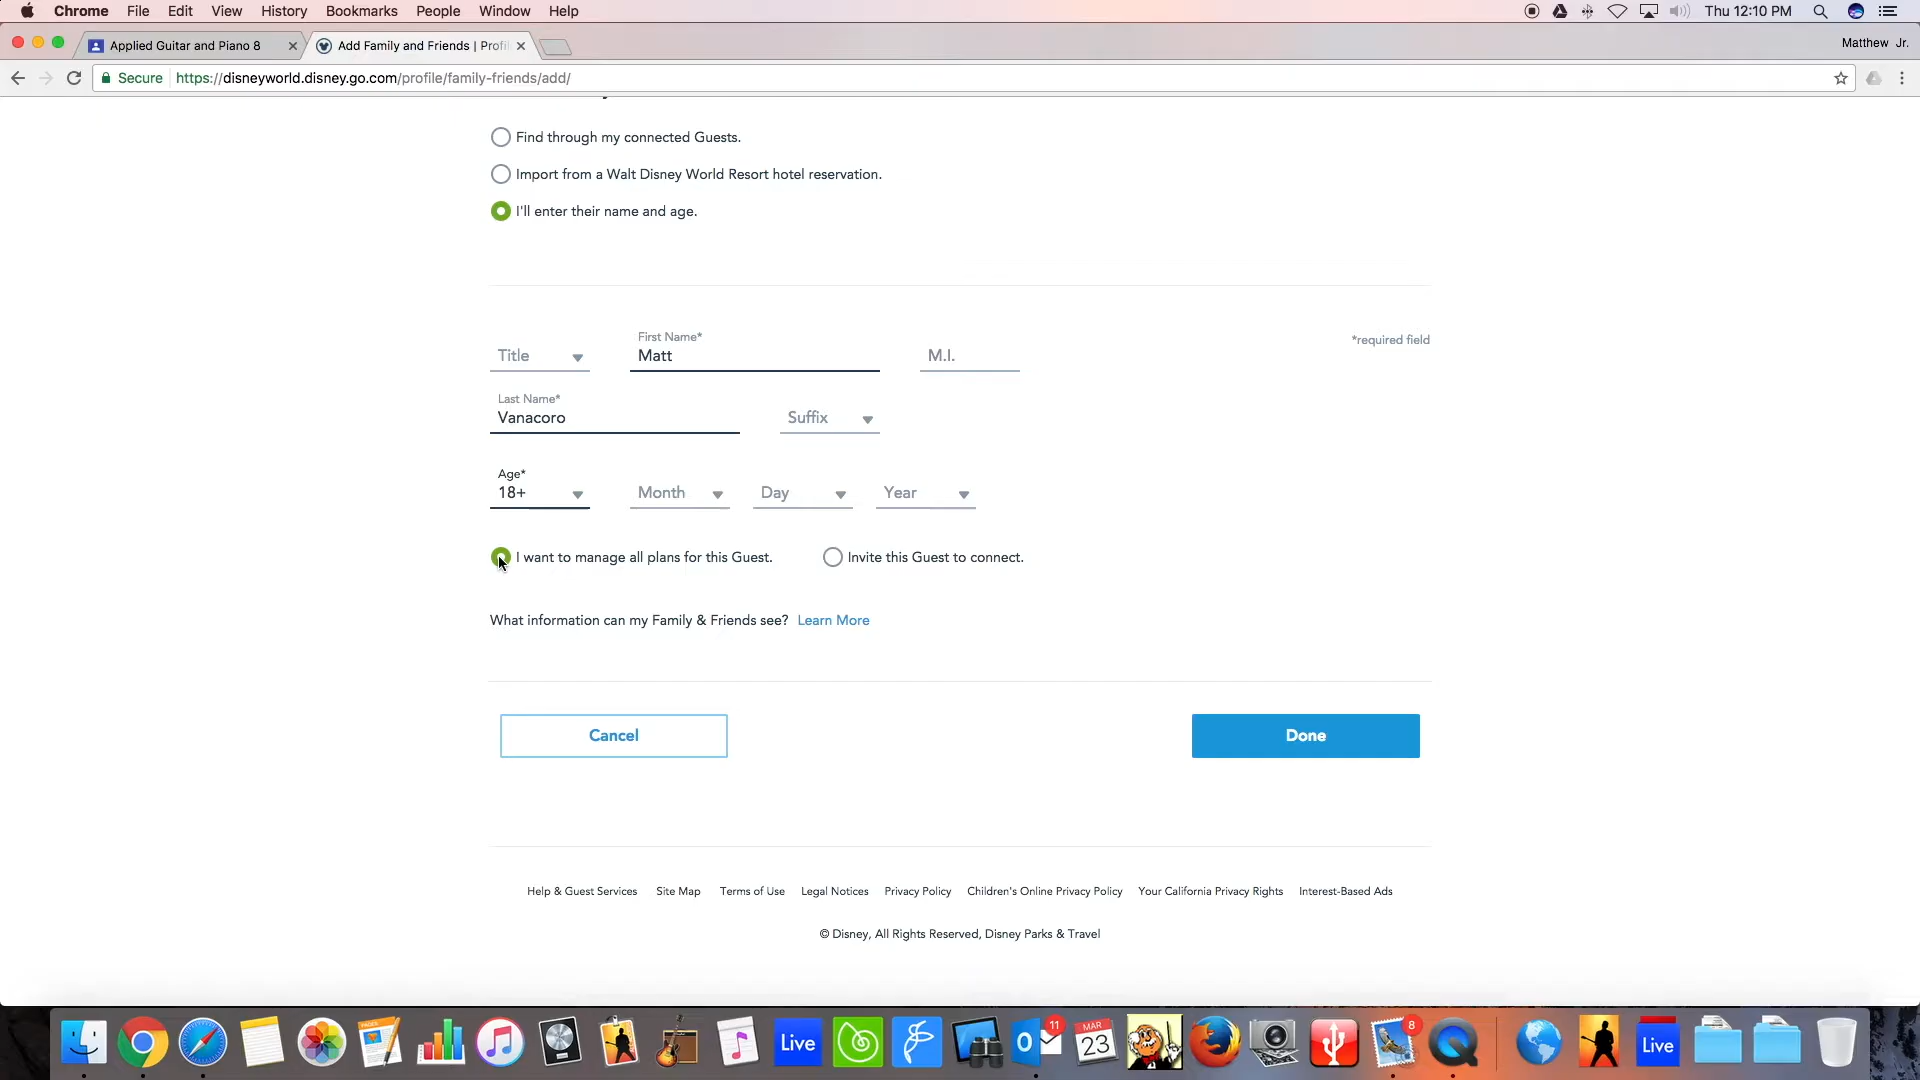 Chrome File Edit View History Bookmarks People Window Help Thu 12:10 PM
Applied Guitar and Piano 8 Add Family and Friends | Profil Matthew Jr.
Secure https://disneyworld.disney.go.com/profile/family-friends/add/
Find through my connected Guests.
Import from a Walt Disney World Resort hotel reservation.
I'll enter their name and age.
*required field
First Name*
Title Matt M.I.
Last Name*
Vanacoro Suffix
Age*
18+ Month Day Year
I want to manage all plans for this Guest. Invite this Guest to connect.
What information can my Family & Friends see? Learn More
Cancel Done
Help & Guest Services Site Map Terms of Use Legal Notices Privacy Policy Children's Online Privacy Policy Your California Privacy Rights Interest-Based Ads
© Disney, All Rights Reserved, Disney Parks & Travel
PAGES Live 11 MAR 23 8 Live